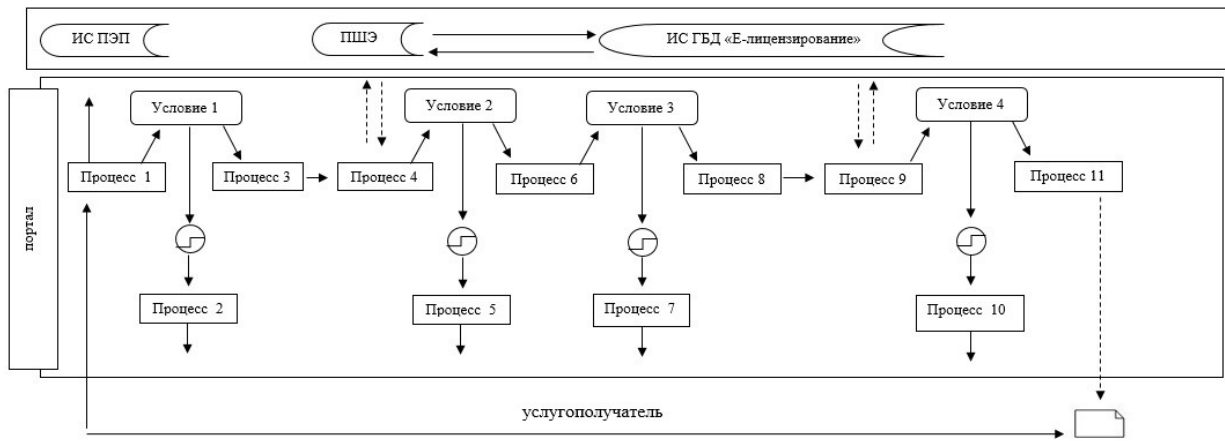 ИС ПЭП
ПШЭ
ИС ГБД «Е-лицензирование»
Условие 1
Условие 2
Условие 3
Условие 4
Процесс 1
Процесс 3
Процесс 4
Процесс 6
Процесс 8
Процесс 9
Процесс 11
портал
Процесс 2
Процесс 5
Процесс 7
Процесс 10
услугополучатель